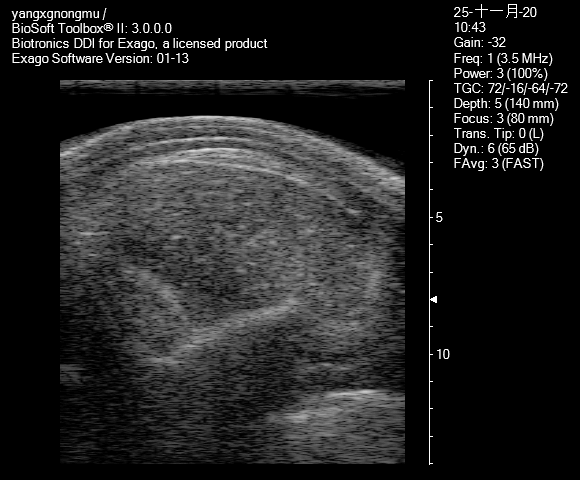 yangxgnongmu /
BioSoft Toolbox® II: 3.0.0.0
Biotronics DDI for Exago, a licensed product
Exago Software Version: 01-13
25-十一月-20
10:43
Gain: -32
Freq: 1 (3.5 MHz)
Power: 3 (100%)
TGC: 72/-16/-64/-72
Depth: 5 (140 mm)
Focus: 3 (80 mm)
Trans. Tip: 0 (L)
Dyn.: 6 (65 dB)
FAvg: 3 (FAST)
5
10